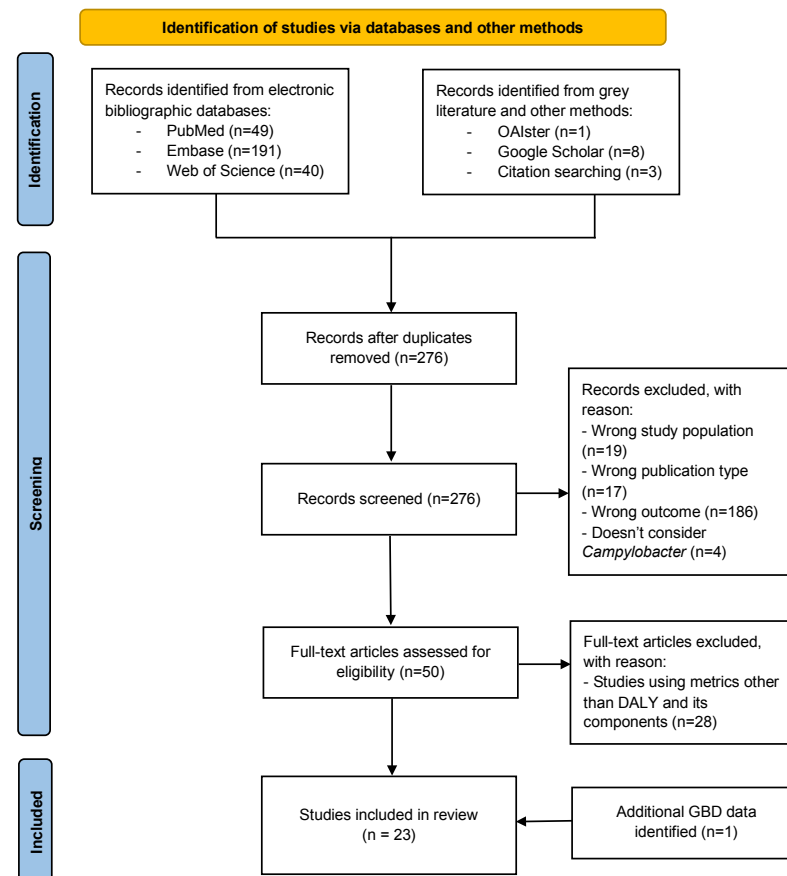 Identification of studies via databases and other methods
Identification
Records identified from electronic
bibliographic databases:
- PubMed (n=49)
- Embase (n=191)
- Web of Science (n=40)
Records identified from grey
literature and other methods:
- OAIster (n=1)
- Google Scholar (n=8)
- Citation searching (n=3)
Screening
Records after duplicates
removed (n=276)
Records screened (n=276)
Records excluded, with
reason:
- Wrong study population
(n=19)
- Wrong publication type
(n=17)
- Wrong outcome (n=186)
- Doesn’t consider
Campylobacter (n=4)
Full-text articles assessed for
eligibility (n=50)
Full-text articles excluded,
with reason:
- Studies using metrics other
than DALY and its
components (n=28)
Included
Studies included in review
(n = 23)
Additional GBD data
identified (n=1)